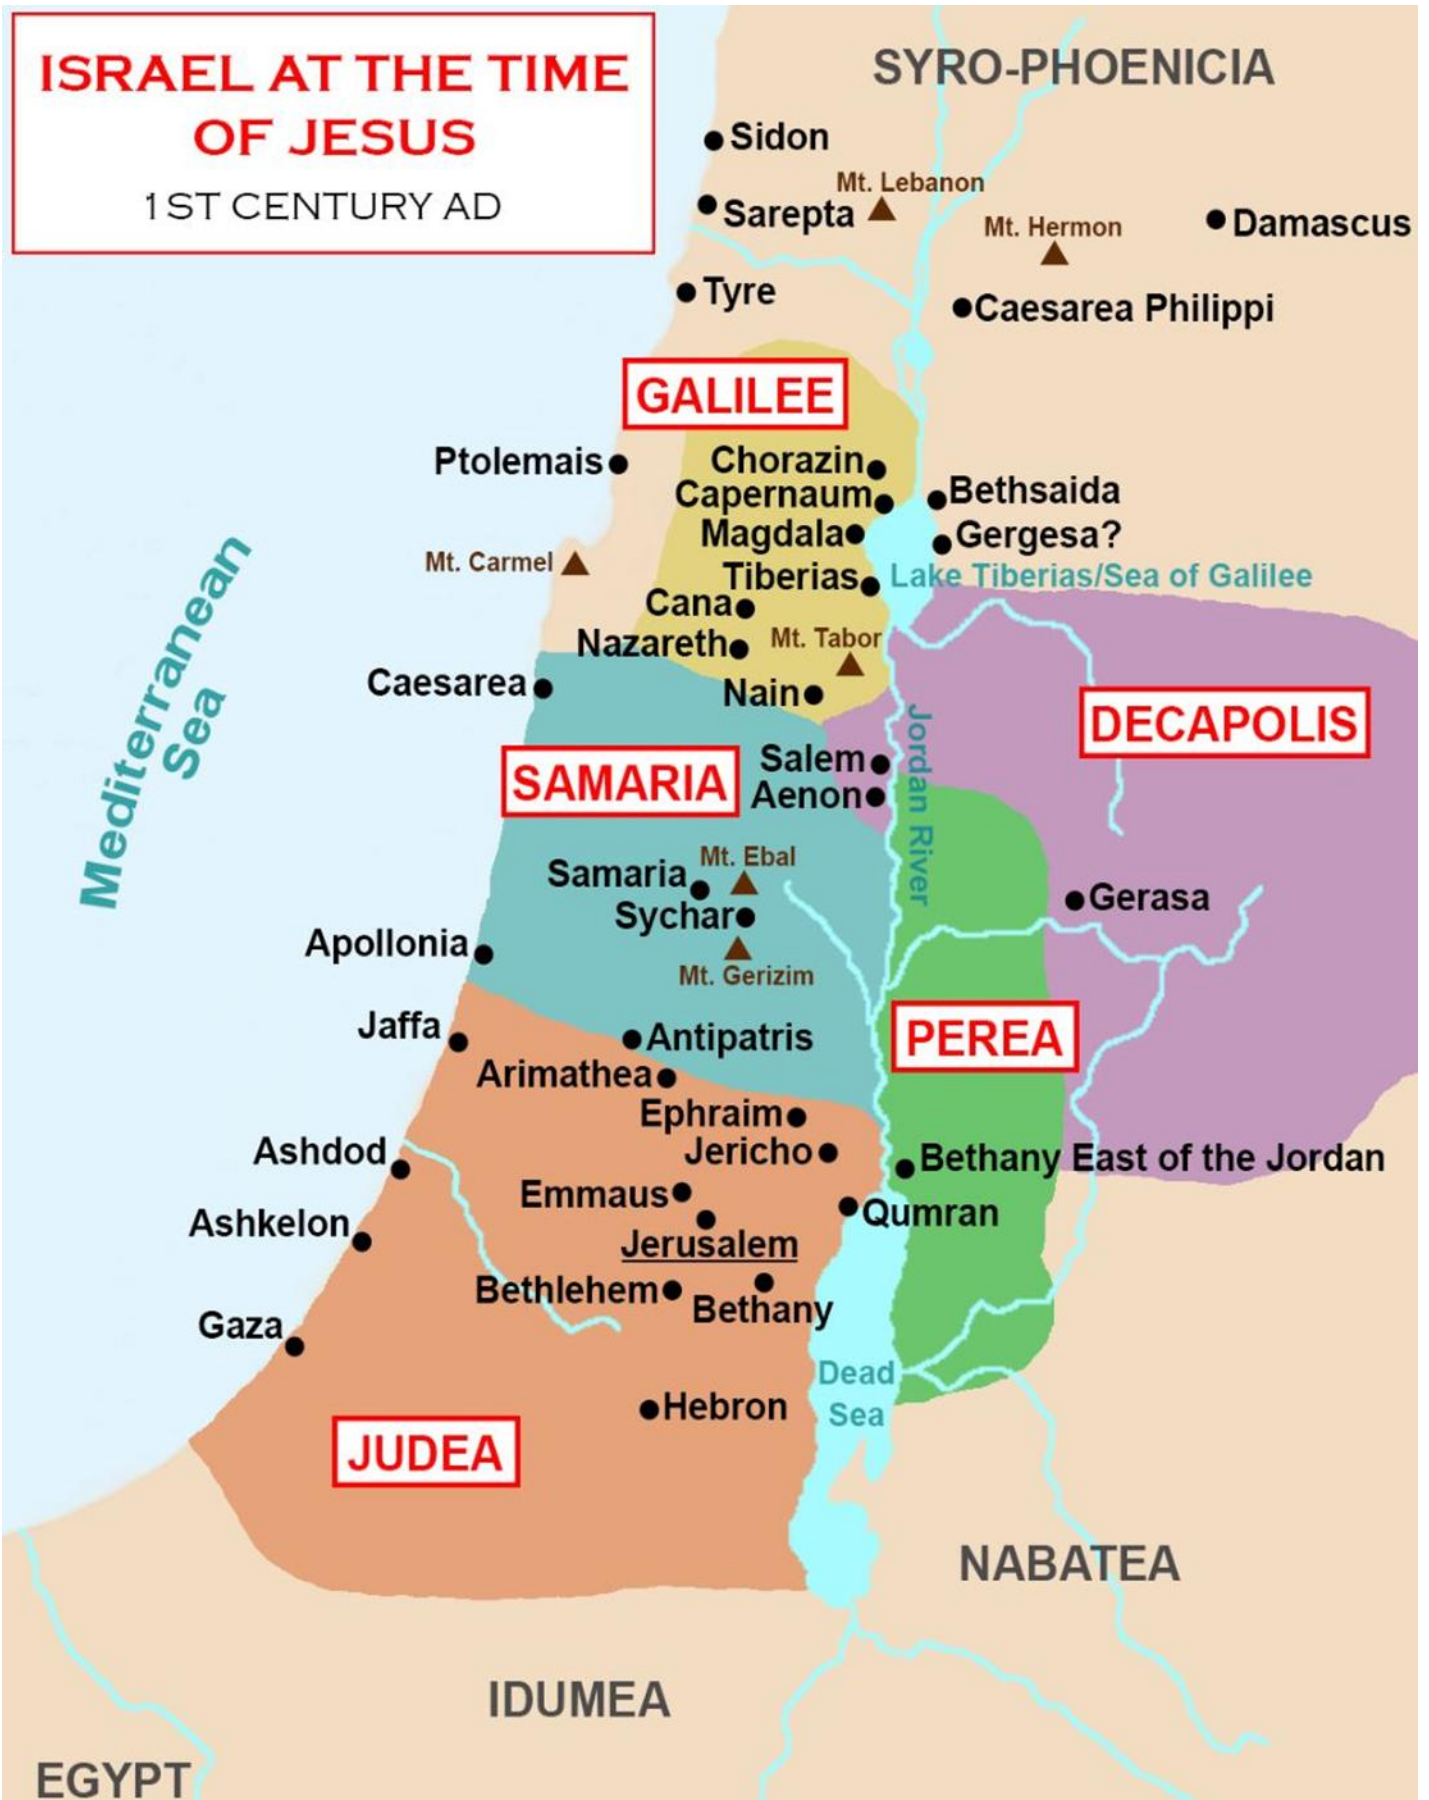 ISRAEL AT THE TIME
OF JESUS
1ST CENTURY AD
SYRO-PHOENICIA
Sidon
Mt. Lebanon
Sarepta
Mt. Hermon
Damascus
Tyre
Caesarea Philippi
GALILEE
Ptolemais
Chorazin
Capernaum
Bethsaida
Magdala
Gergesa?
Mt. Carmel
Tiberias
Lake Tiberias/Sea of Galilee
Cana
Nazareth
Mt. Tabor
Caesarea
Nain
Mediterranean
Sea
DECAPOLIS
Jordan River
SAMARIA
Salem
Aenon
Mt. Ebal
Samaria
Gerasa
Sychar
Apollonia
Mt. Gerizim
Jaffa
Antipatris
PEREA
Arimathea
Ephraim
Ashdod
Jericho
Bethany East of the Jordan
Emmaus
Ashkelon
Qumran
Jerusalem
Bethlehem
Bethany
Gaza
Dead
Sea
Hebron
JUDEA
NABATEA
IDUMEA
EGYPT